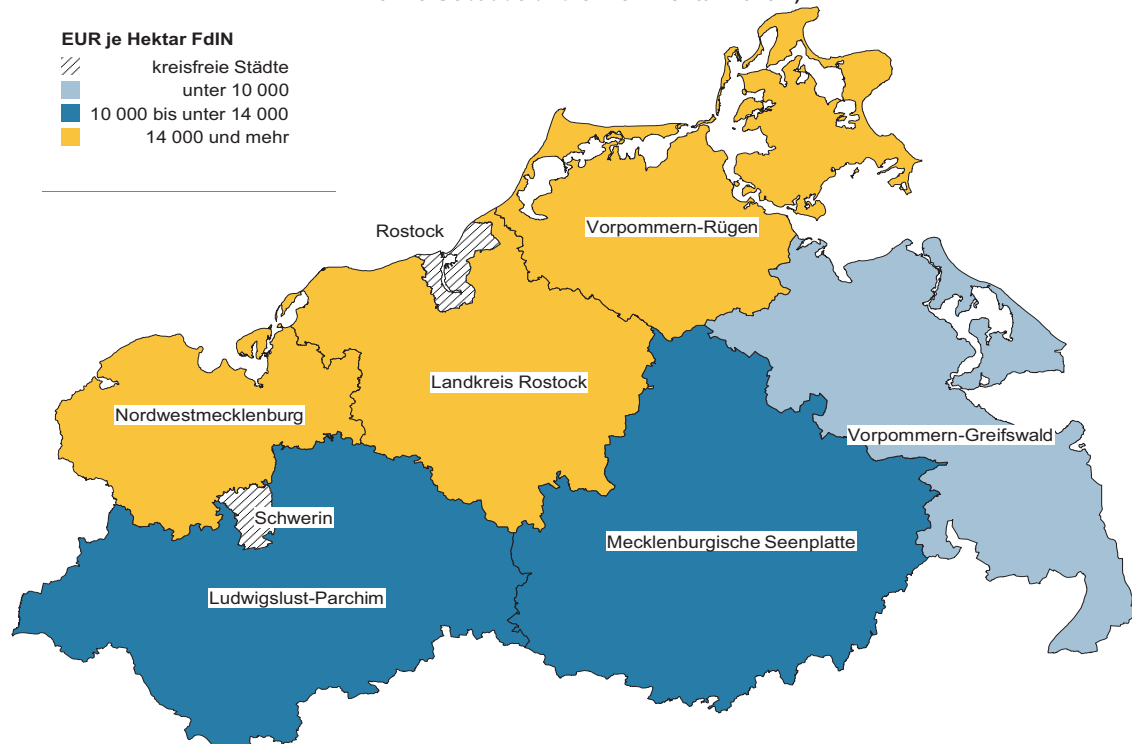 EUR je Hektar FdlN
kreisfreie Städte
unter 10 000
10 000 bis unter 14 000
14 000 und mehr
Rostock
Vorpommern-Rügen
Landkreis Rostock
Nordwestmecklenburg
Vorpommern-Greifswald
Schwerin
Mecklenburgische Seenplatte
Ludwigslust-Parchim